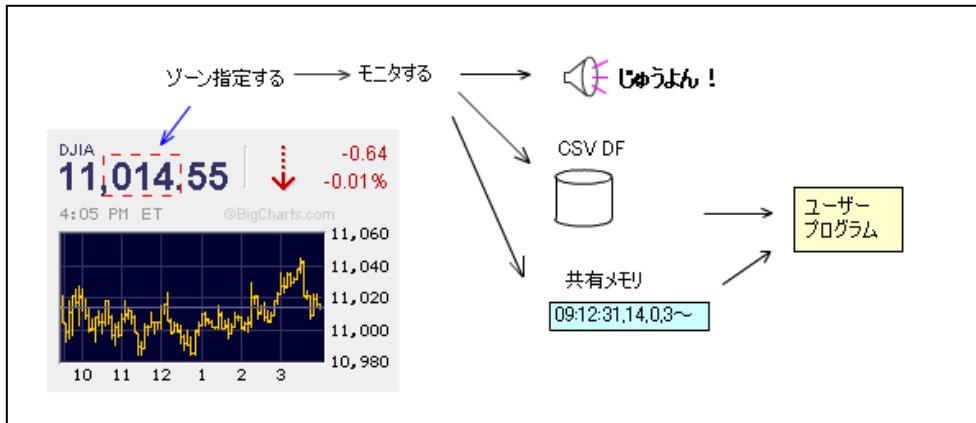 ゾーン指定する
モニタする
じゅうよん！
DJIA
11,014.55
-0.64
-0.01%
4:05 PM ET
©BigCharts.com
11,060
11,040
11,020
11,000
10,980
10 11 12 1 2 3
CSV DF
共有メモリ
09:12:31,14,0,3～
ユーザー
プログラム